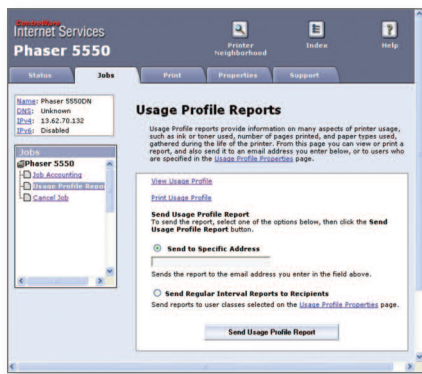 CentreWare
Internet Services
Phaser 5550
Printer
Neighborhood
Index
Help
Status
Jobs
Print
Properties
Support
Name: Phaser 5550DN
DNS: Unknown
IPv4: 13.62.70.132
IPv6: Disabled
Jobs
Phaser 5550
Job Accounting
Usage Profile Repor
Cancel Job
Usage Profile Reports
Usage Profile reports provide information on many aspects of printer usage,
such as ink or toner used, number of pages printed, and paper types used,
gathered during the life of the printer. From this page you can view or print a
report, and also send it to an email address you enter below, or to users who
are specified in the Usage Profile Properties page.
View Usage Profile
Print Usage Profile
Send Usage Profile Report
To send the report, select one of the options below, then click the Send
Usage Profile Report button.
Send to Specific Address
Sends the report to the email address you enter in the field above.
Send Regular Interval Reports to Recipients
Send reports to user classes selected on the Usage Profile Properties page.
Send Usage Profile Report